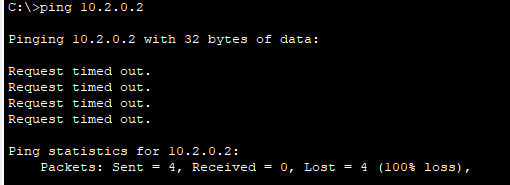 C:\>ping 10.2.0.2
Pinging 10.2.0.2 with 32 bytes of data:
Request timed out.
Request timed out.
Request timed out.
Request timed out.
Ping statistics for 10.2.0.2:
    Packets: Sent = 4, Received = 0, Lost = 4 (100% loss),